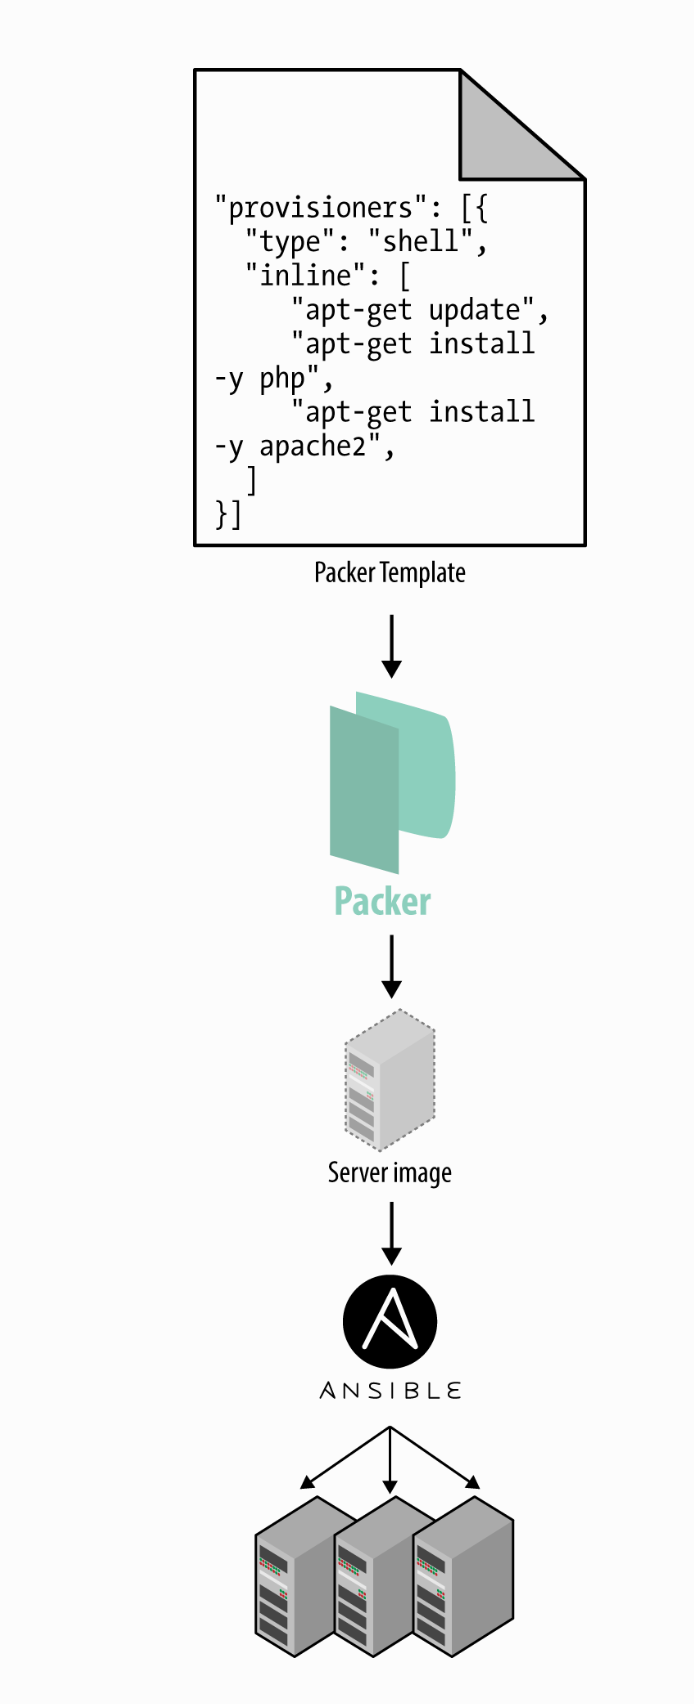 "provisioners": [{
  "type": "shell",
  "inline": [
     "apt-get update",
     "apt-get install
-y php",
     "apt-get install
-y apache2",
  ]
}]
Packer Template
Packer
Server image
ANSIBLE